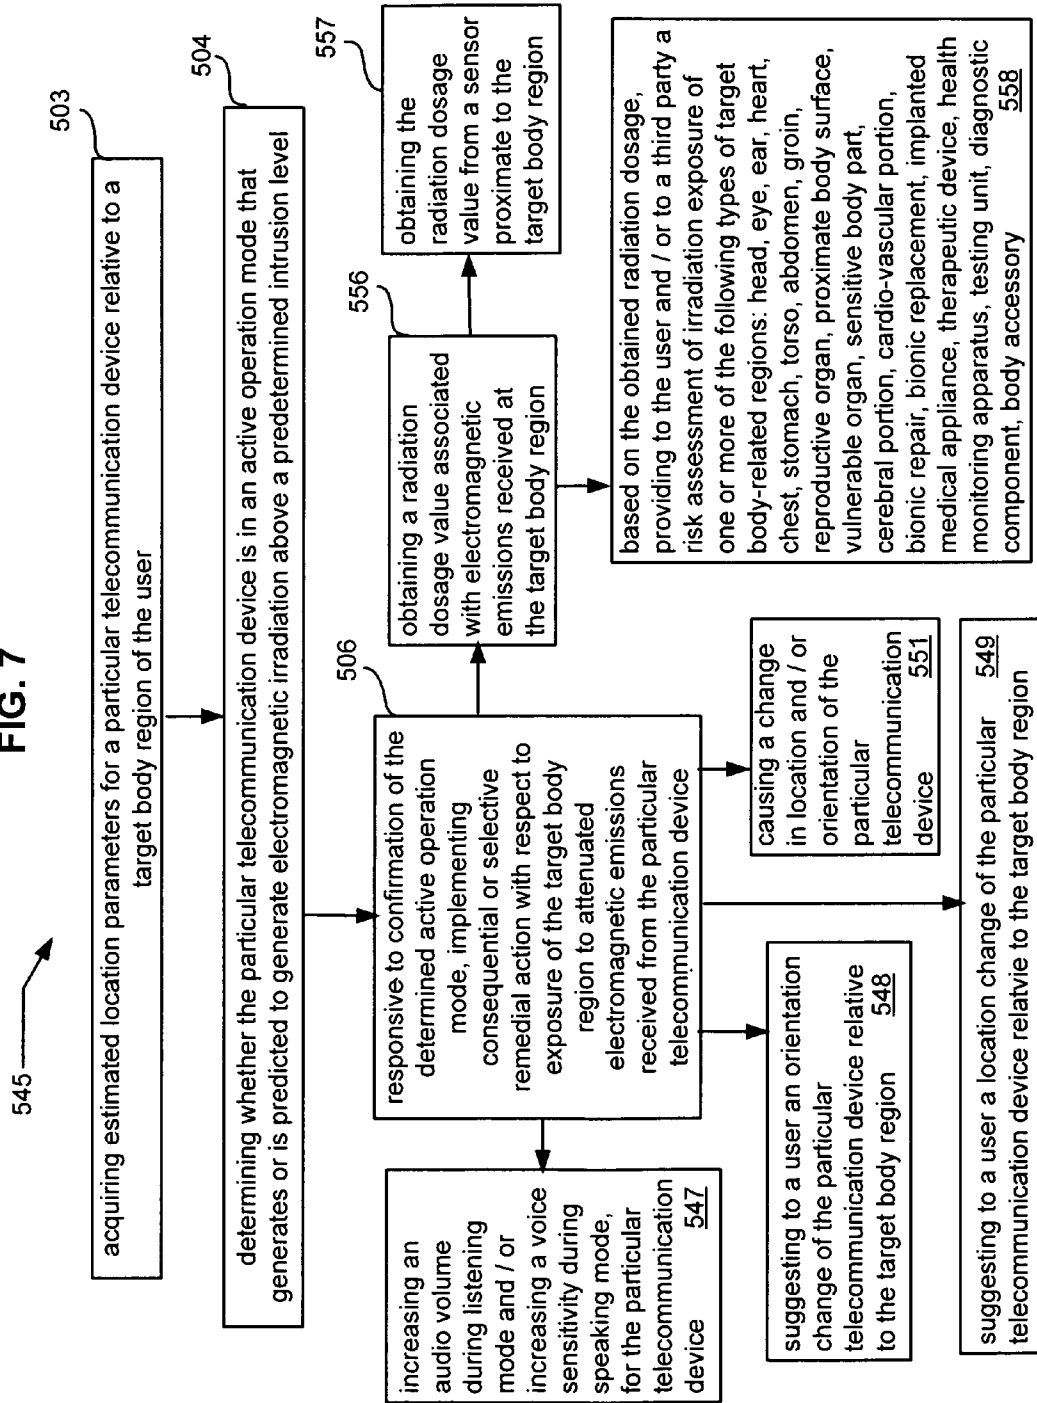 FIG. 7
545
503
acquiring estimated location parameters for a particular telecommunication device relative to a
target body region of the user
504
determining whether the particular telecommunication device is in an active operation mode that
generates or is predicted to generate electromagnetic irradiation above a predetermined intrusion level
506
responsive to confirmation of the
determined active operation
mode, implementing
consequential or selective
remedial action with respect to
exposure of the target body
region to attenuated
electromagnetic emissions
received from the particular
telecommunication device
556
obtaining a radiation
dosage value associated
with electromagnetic
emissions received at
the target body region
557
obtaining the
radiation dosage
value from a sensor
proximate to the
target body region
increasing an
audio volume
during listening
mode and / or
increasing a voice
sensitivity during
speaking mode,
for the particular
telecommunication
device 547
suggesting to a user an orientation
change of the particular
telecommunication device relative
to the target body region 548
causing a change
in location and / or
orientation of the
particular
telecommunication
device 551
based on the obtained radiation dosage,
providing to the user and / or to a third party a
risk assessment of irradiation exposure of
one or more of the following types of target
body-related regions: head, eye, ear, heart,
chest, stomach, torso, abdomen, groin,
reproductive organ, proximate body surface,
vulnerable organ, sensitive body part,
cerebral portion, cardio-vascular portion,
bionic repair, bionic replacement, implanted
medical appliance, therapeutic device, health
monitoring apparatus, testing unit, diagnostic
component, body accessory 558
suggesting to a user a location change of the particular 549
telecommunication device relatvie to the target body region